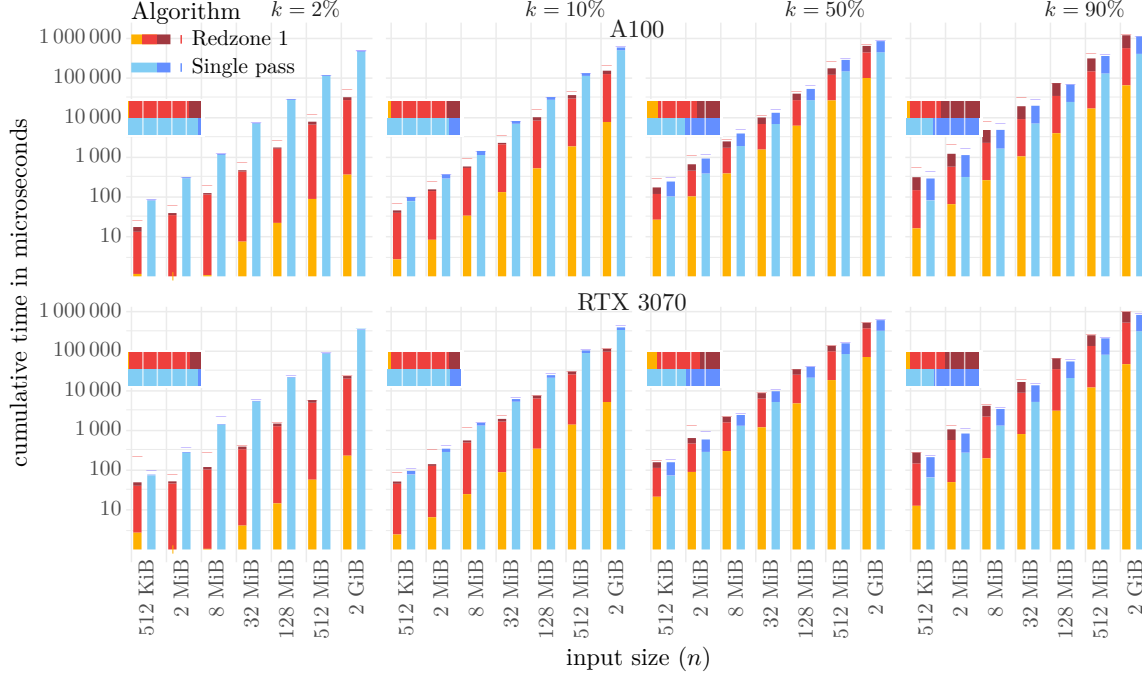 Algorithm
Redzone 1
Single pass
k = 2%
k = 10%
k = 50%
k = 90%
A100
1 000 000
100 000
10 000
1 000
100
10
RTX 3070
1 000 000
100 000
10 000
1 000
100
10
cumulative time in microseconds
512 KiB
2 MiB
8 MiB
32 MiB
128 MiB
512 MiB
2 GiB
512 KiB
2 MiB
8 MiB
32 MiB
128 MiB
512 MiB
2 GiB
512 KiB
2 MiB
8 MiB
32 MiB
128 MiB
512 MiB
2 GiB
512 KiB
2 MiB
8 MiB
32 MiB
128 MiB
512 MiB
2 GiB
input size (n)